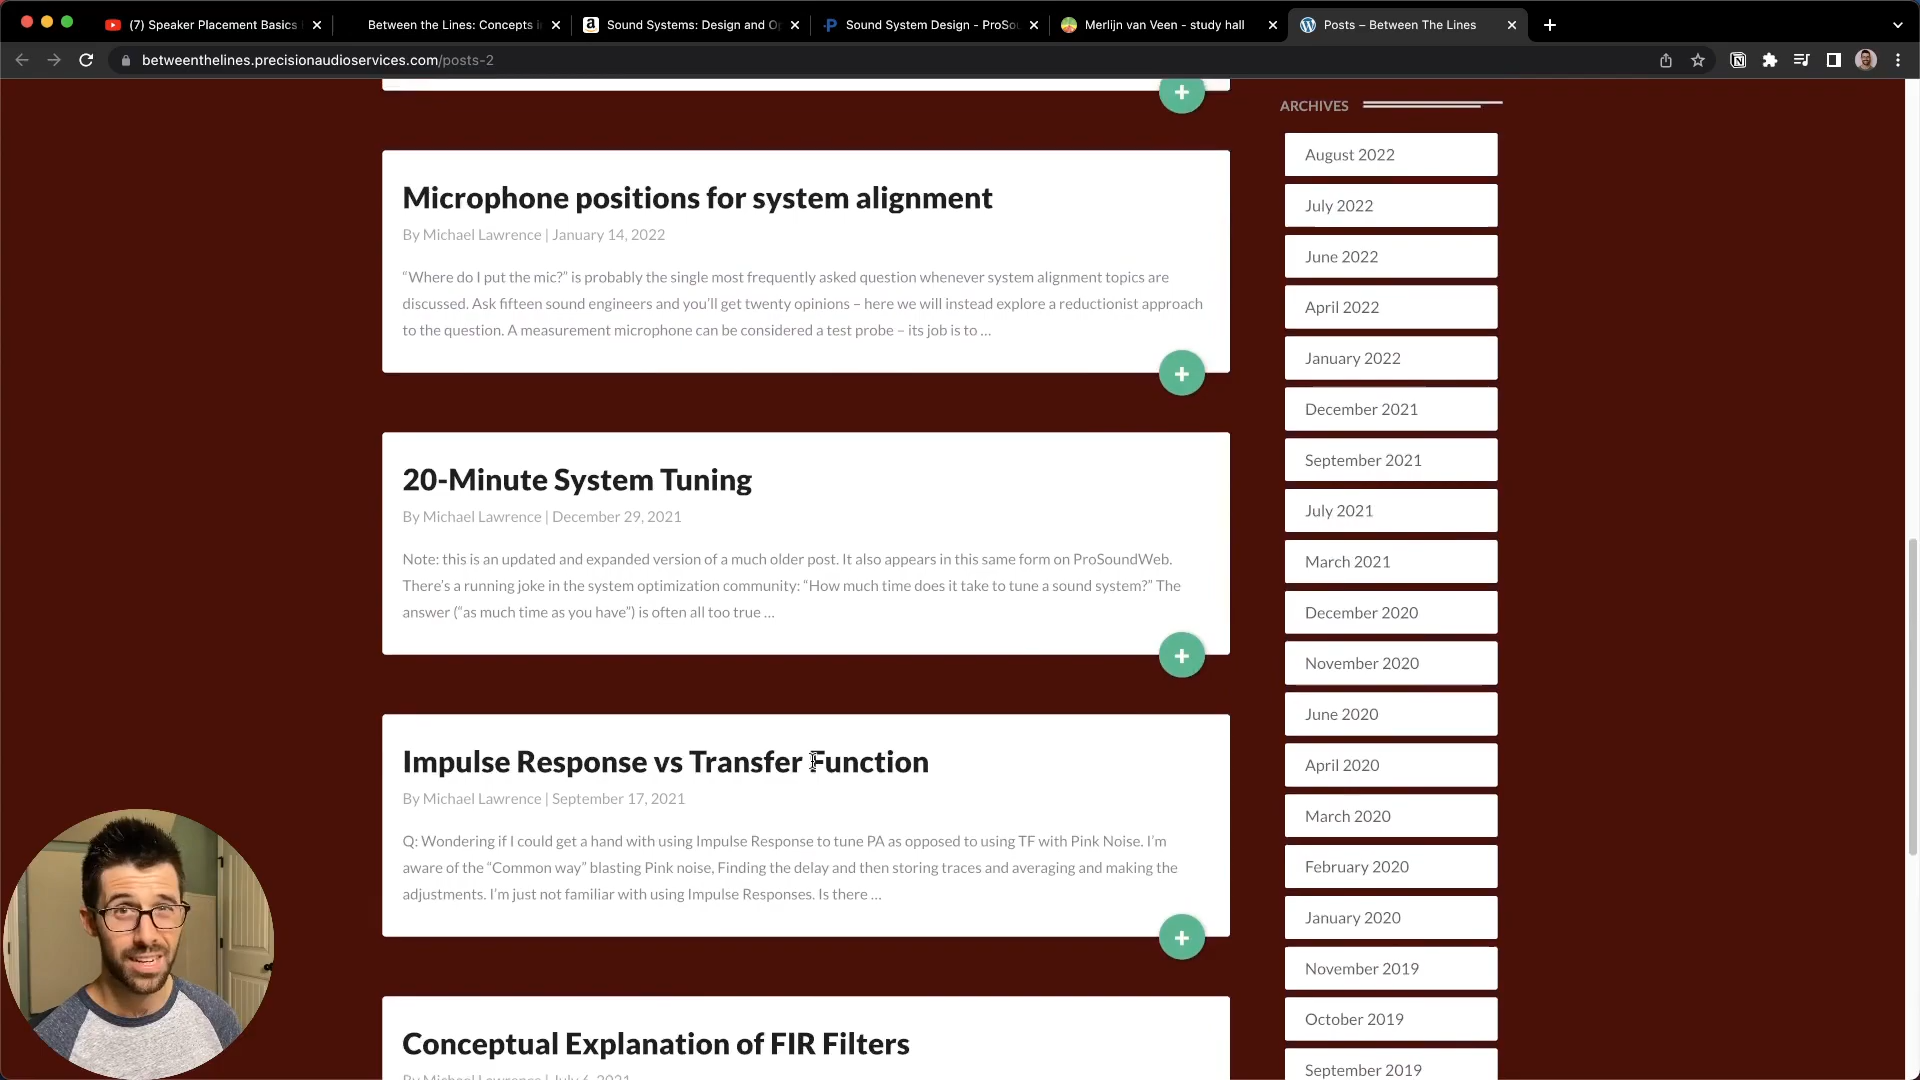 (7) Speaker Placement Basics
Between the Lines: Concepts i
Sound Systems: Design and Op
Sound System Design - ProSo
Merlijn van Veen - study hall
Posts – Between The Lines
betweenthelines.precisionaudioservices.com/posts-2
Microphone positions for system alignment
By Michael Lawrence | January 14, 2022
“Where do I put the mic?” is probably the single most frequently asked question whenever system alignment topics are
discussed. Ask fifteen sound engineers and you’ll get twenty opinions – here we will instead explore a reductionist approach
to the question. A measurement microphone can be considered a test probe – its job is to ...
20-Minute System Tuning
By Michael Lawrence | December 29, 2021
Note: this is an updated and expanded version of a much older post. It also appears in this same form on ProSoundWeb.
There’s a running joke in the system optimization community: “How much time does it take to tune a sound system?” The
answer (“as much time as you have”) is often all too true ...
Impulse Response vs Transfer Function
By Michael Lawrence | September 17, 2021
Q: Wondering if I could get a hand with using Impulse Response to tune PA as opposed to using TF with Pink Noise. I’m
aware of the “Common way” blasting Pink noise, Finding the delay and then storing traces and averaging and making the
adjustments. I’m just not familiar with using Impulse Responses. Is there ...
Conceptual Explanation of FIR Filters
By Michael Lawrence | July 6, 2021
ARCHIVES
August 2022
July 2022
June 2022
April 2022
January 2022
December 2021
September 2021
July 2021
March 2021
December 2020
November 2020
June 2020
April 2020
March 2020
February 2020
January 2020
November 2019
October 2019
September 2019